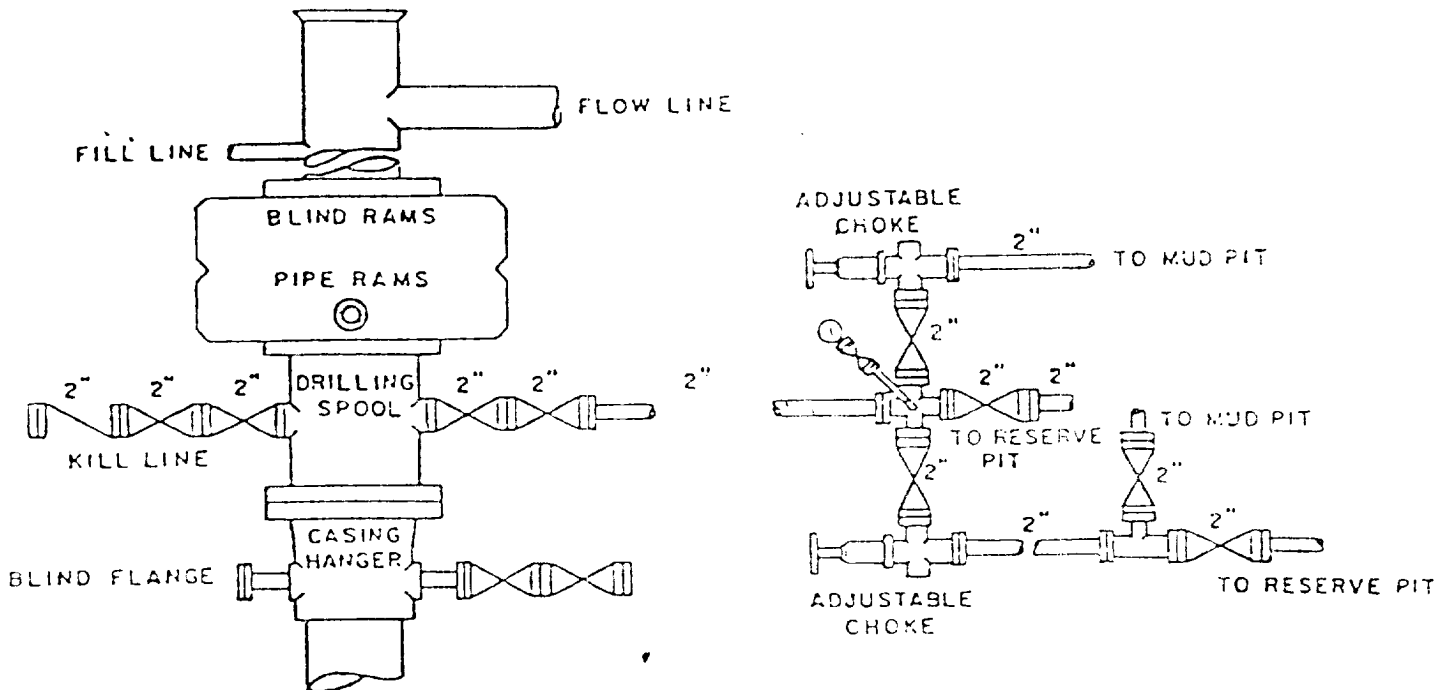 FLOW LINE
FILL LINE
BLIND RAMS
PIPE RAMS
2" 2" 2"
DRILLING
SPOOL
2" 2" 2"
KILL LINE
CASING
HANGER
BLIND FLANGE
ADJUSTABLE
CHOKE
2"
TO MUD PIT
2"
2" 2"
TO RESERVE
PIT
TO MUD PIT
2"
2"
2"
2"
TO RESERVE PIT
ADJUSTABLE
CHOKE